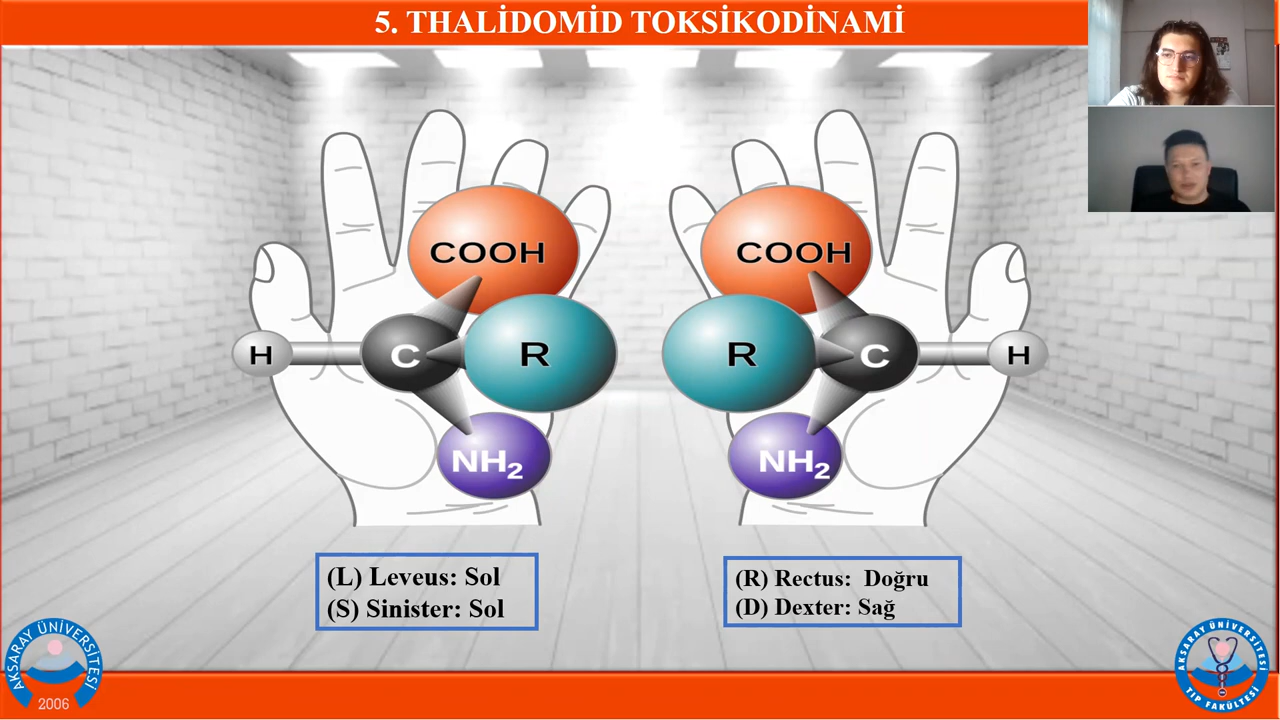 5. THALİDOMİD TOKSİKODİNAMİ
COOH
H
C
R
NH2
COOH
R
C
H
NH2
(L) Leveus: Sol
(S) Sinister: Sol
(R) Rectus: Doğru
(D) Dexter: Sağ
AKSARAY ÜNİVERSİTESİ
2006
AKSARAY ÜNİVERSİTESİ
TIP FAKÜLTESİ